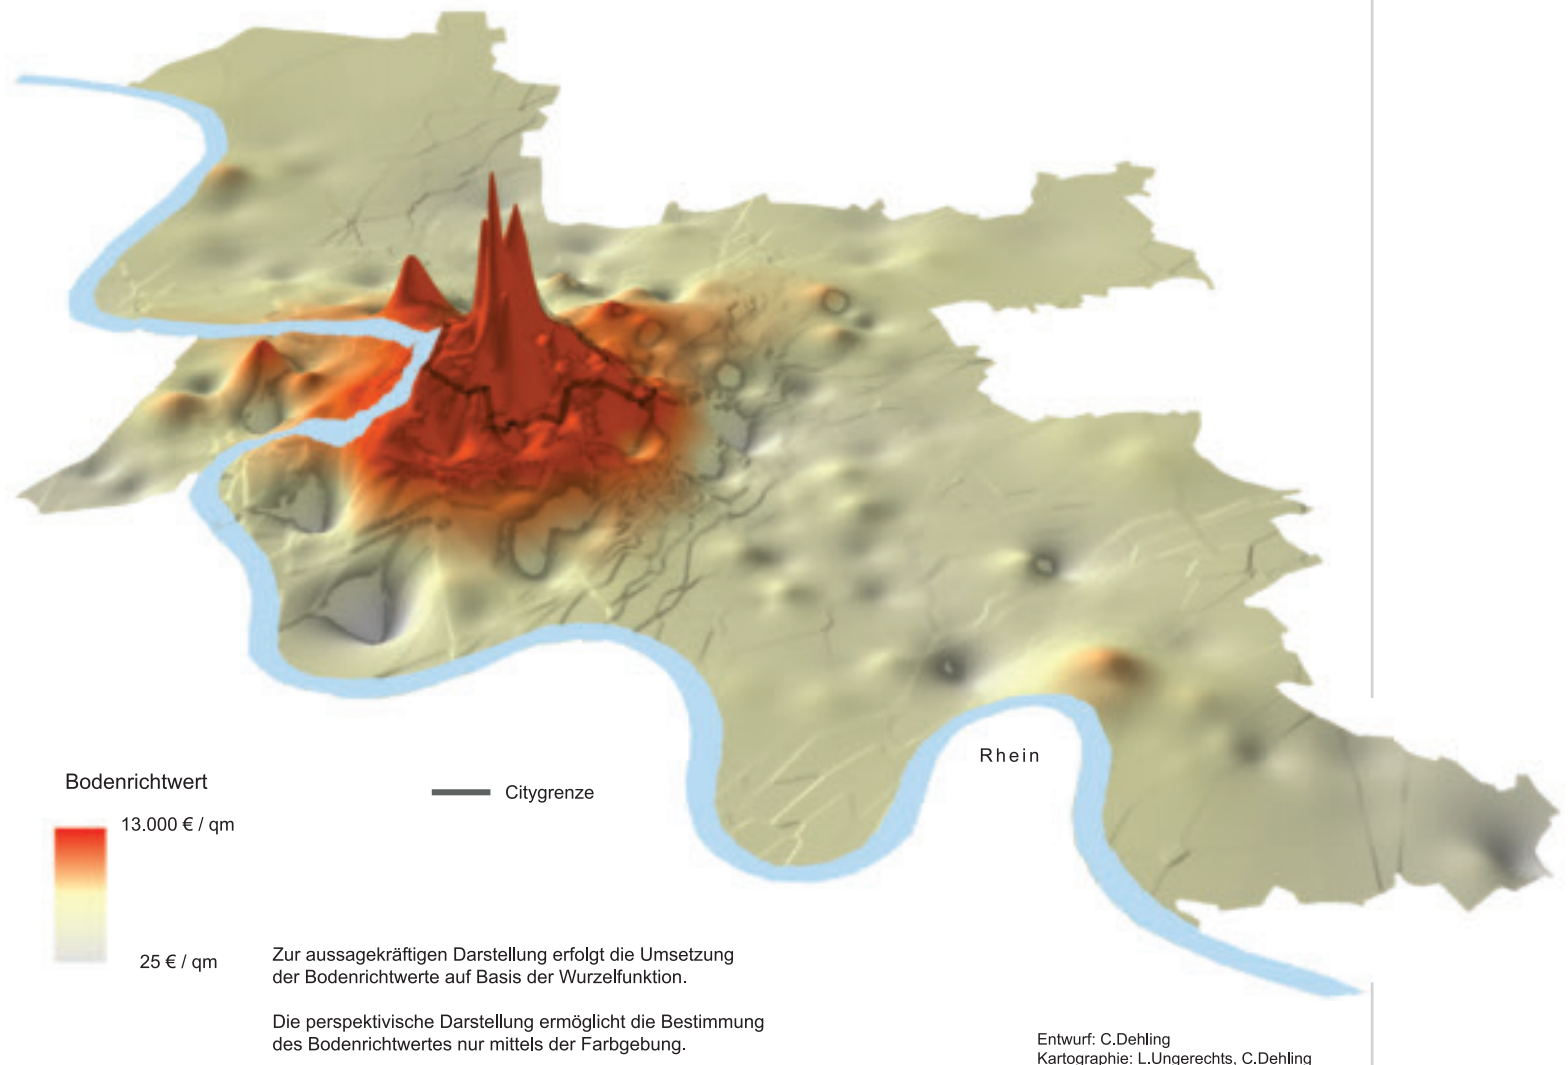 Rhein
Bodenrichtwert
13.000 € / qm
25 € / qm
Citygrenze
Zur aussagekräftigen Darstellung erfolgt die Umsetzung
der Bodenrichtwerte auf Basis der Wurzelfunktion.
Die perspektivische Darstellung ermöglicht die Bestimmung
des Bodenrichtwertes nur mittels der Farbgebung.
Entwurf: C.Dehling
Kartographie: L.Ungerechts, C.Dehling